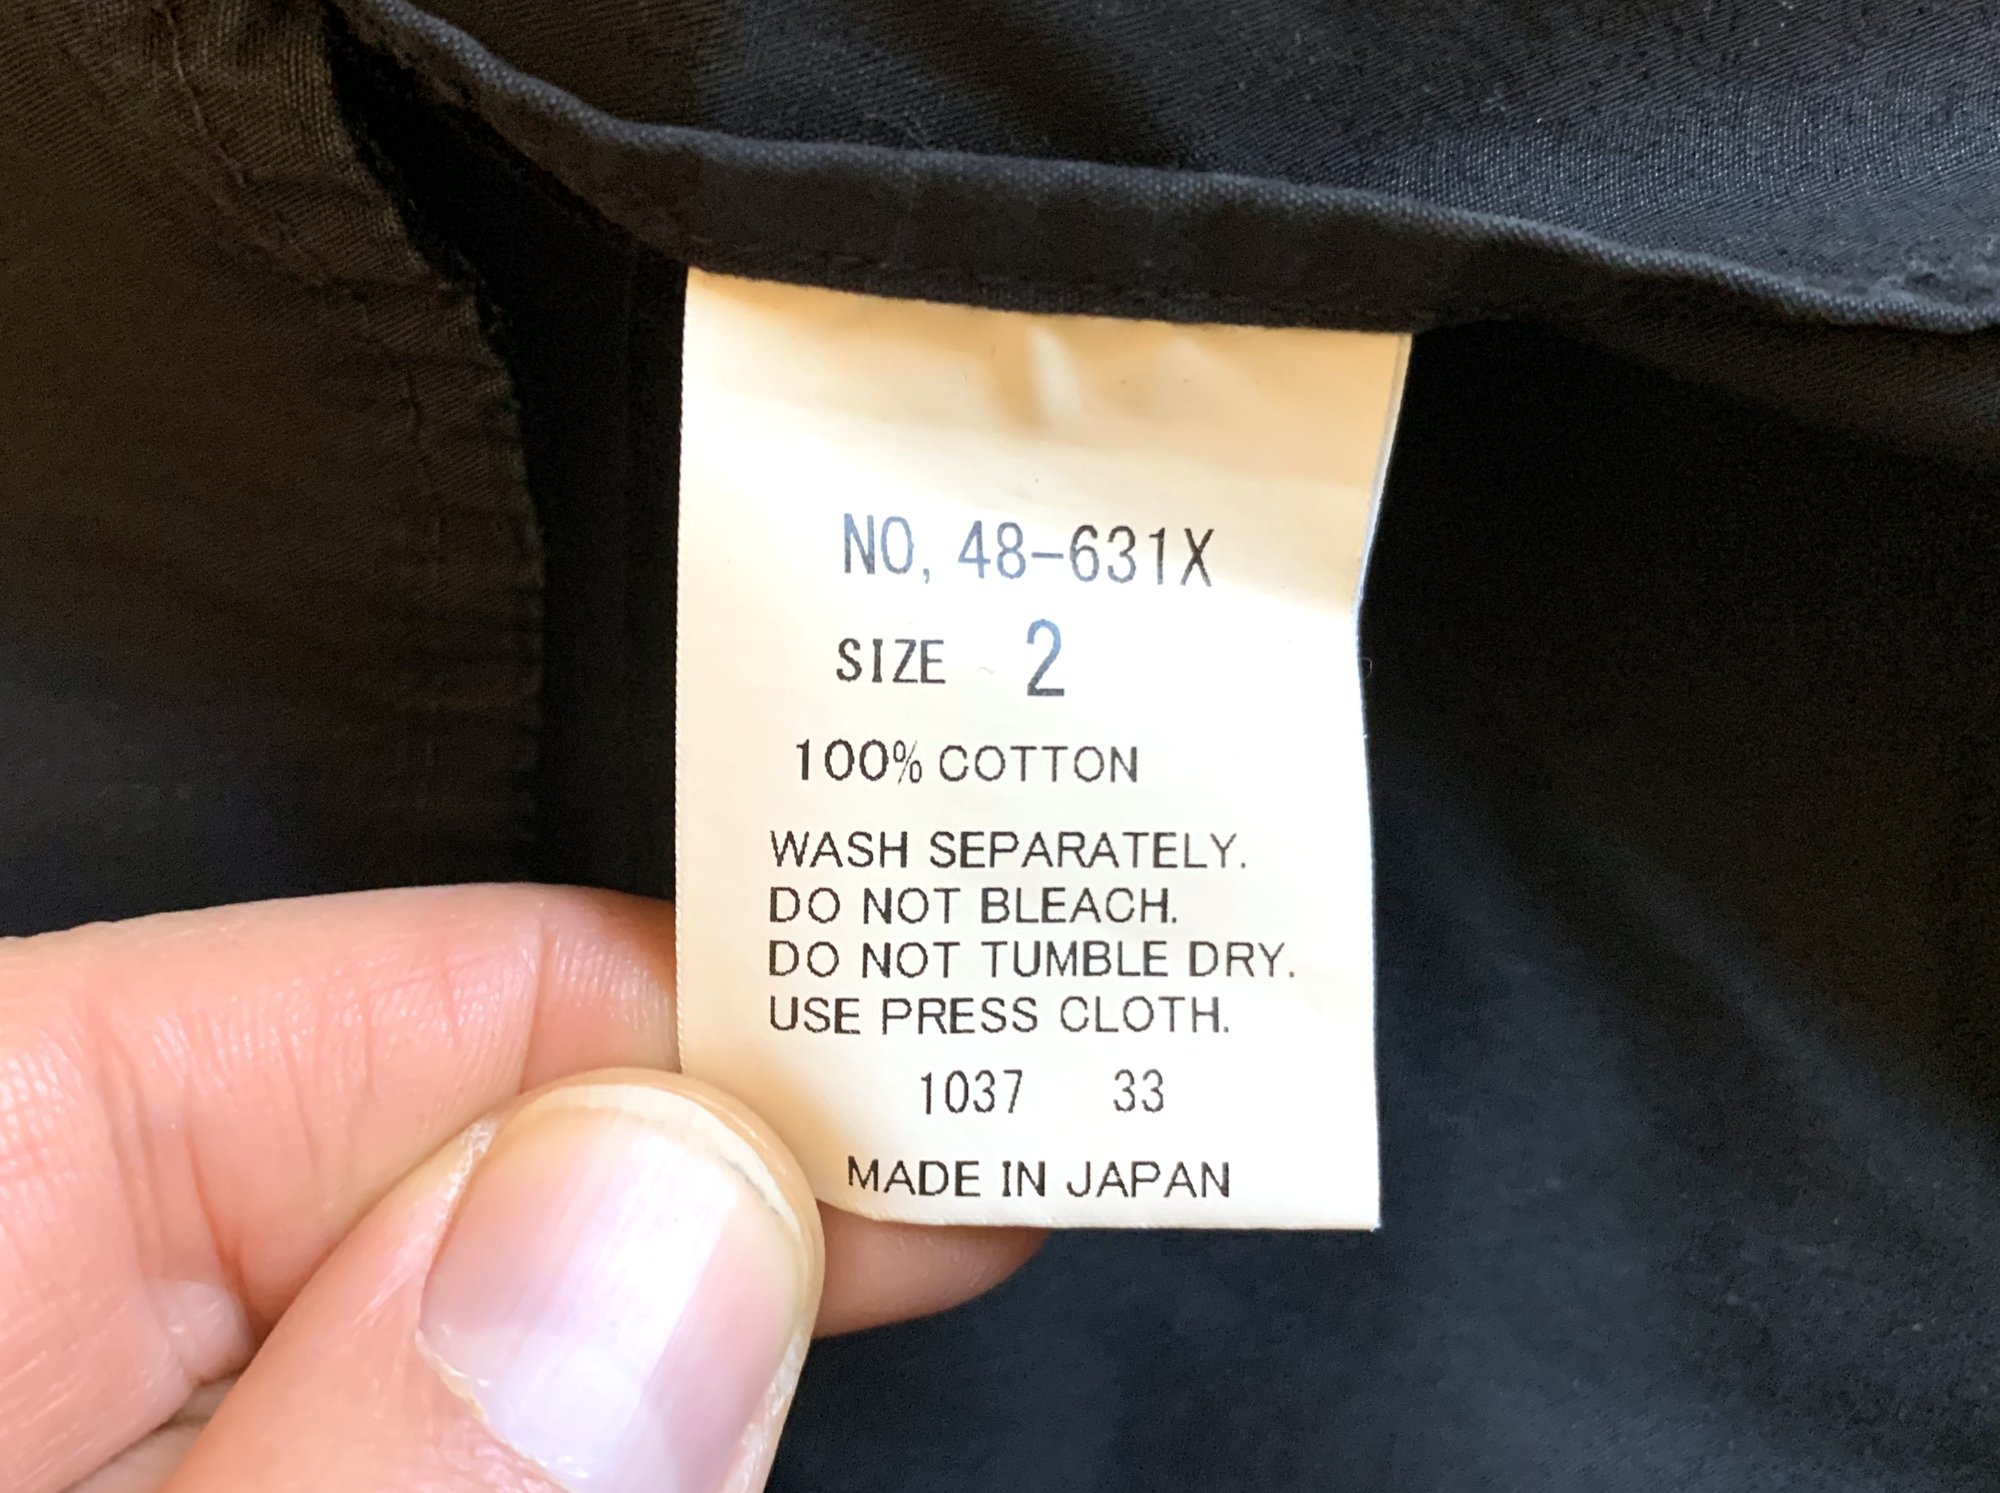 NO, 48-631X
SIZE 2
100% COTTON
WASH SEPARATELY.
DO NOT BLEACH.
DO NOT TUMBLE DRY.
USE PRESS CLOTH.
1037 33
MADE IN JAPAN